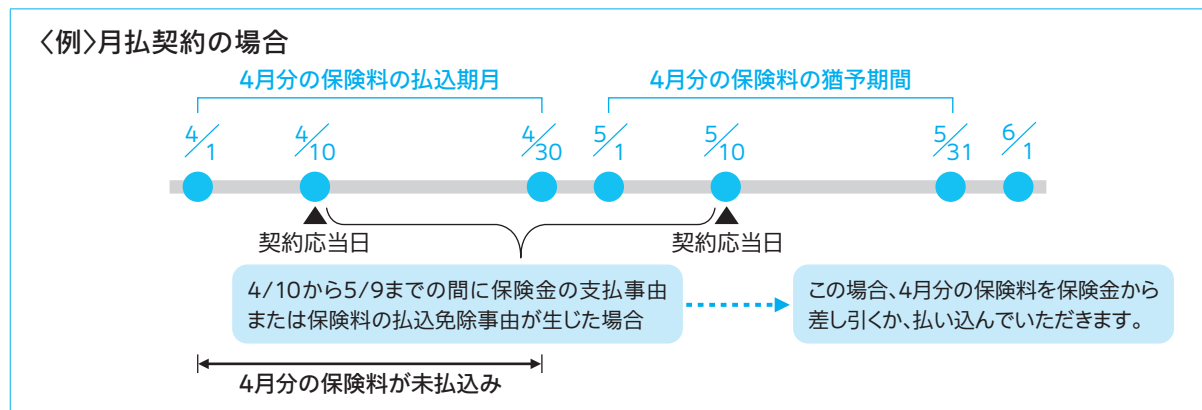 〈例〉月払契約の場合
4月分の保険料の払込期月
4月分の保険料の猶予期間
4/1
4/10
4/30
5/1
5/10
5/31
6/1
契約応当日
契約応当日
4/10から5/9までの間に保険金の支払事由
または保険料の払込免除事由が生じた場合
この場合、4月分の保険料を保険金から
差し引くか、払い込んでいただきます。
4月分の保険料が未払込み